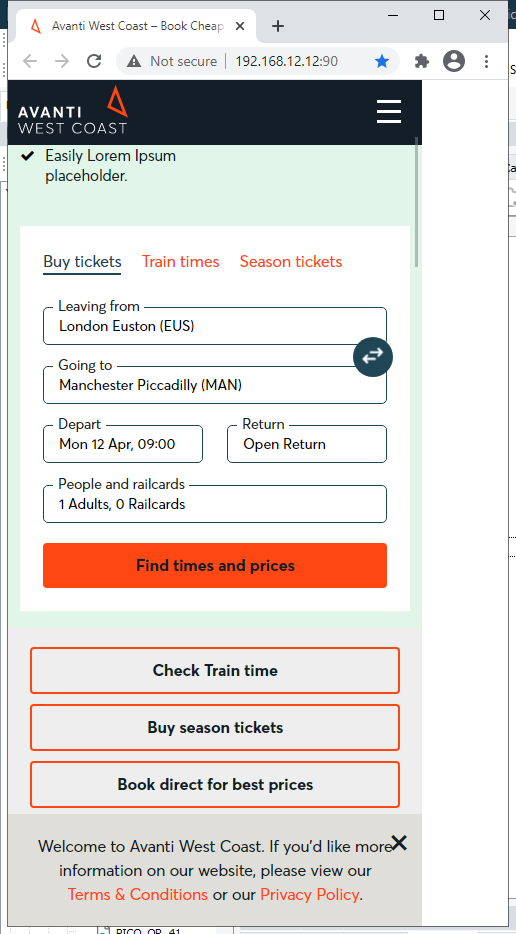 Avanti West Coast – Book Cheap
Not secure
192.168.12.12:90
AVANTI
WEST COAST
Easily Lorem Ipsum
placeholder.
Buy tickets Train times Season tickets
Leaving from
London Euston (EUS)
Going to
Manchester Piccadilly (MAN)
Depart Return
Mon 12 Apr, 09:00 Open Return
People and railcards
1 Adults, 0 Railcards
Find times and prices
Check Train time
Buy season tickets
Book direct for best prices
Welcome to Avanti West Coast. If you'd like more
information on our website, please view our
Terms & Conditions or our Privacy Policy.